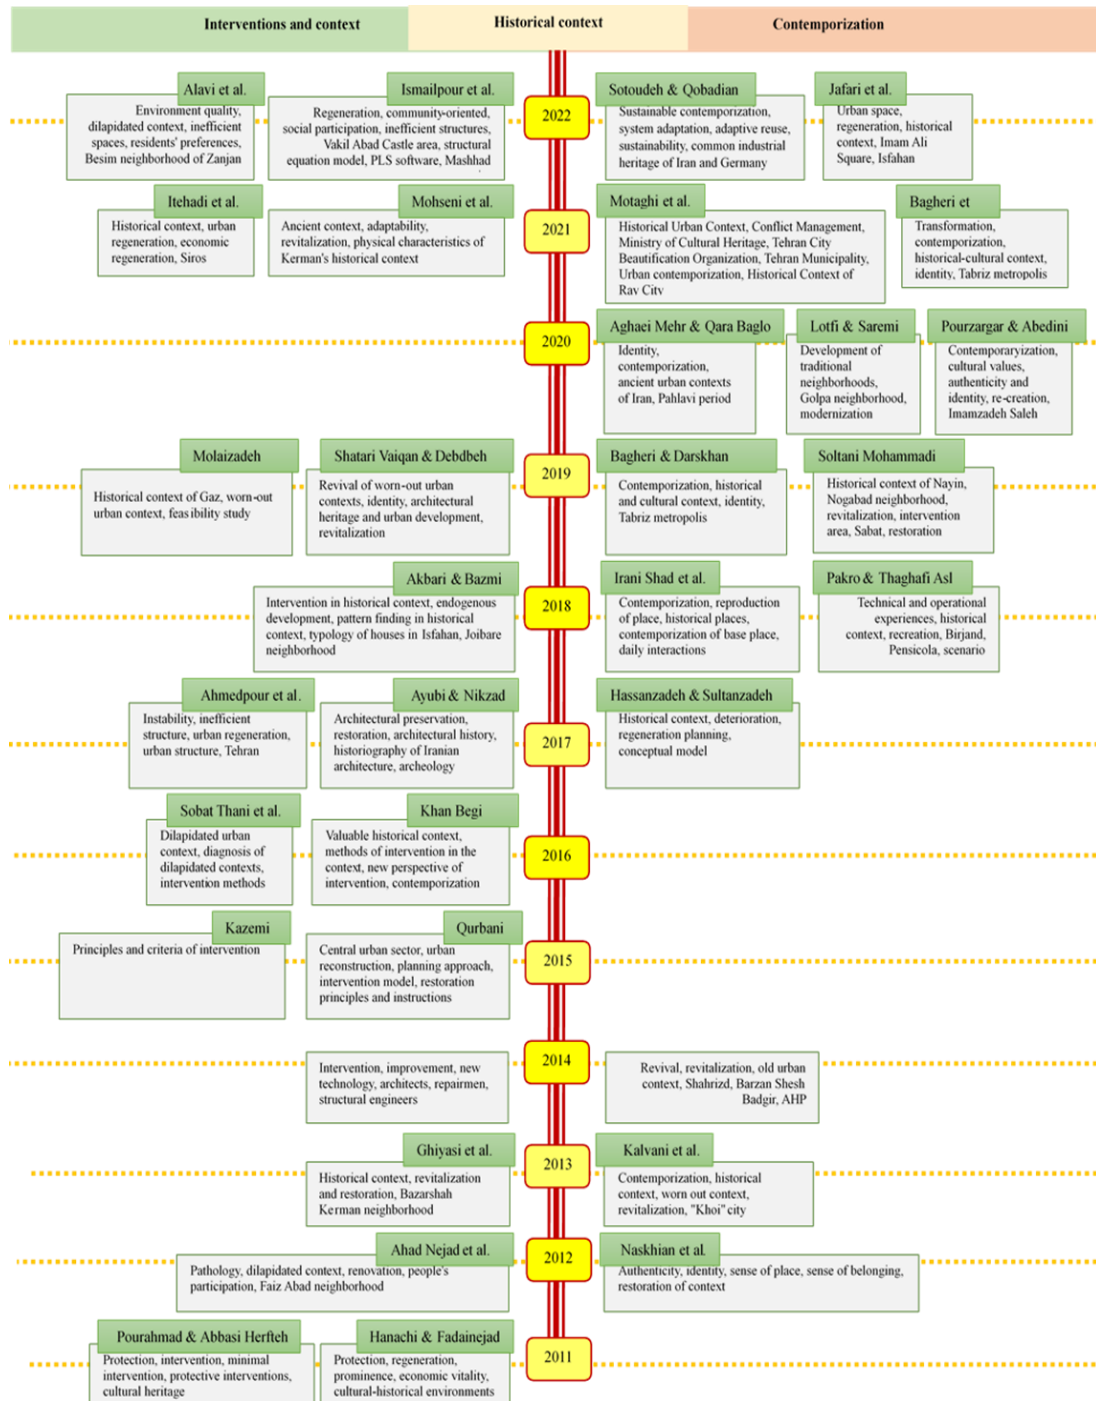 Interventions and context
Historical context
Contemporization
2022
Alavi et al.
Environment quality,
dilapidated context, inefficient
spaces, residents' preferences,
Besim neighborhood of Zanjan
Ismailpour et al.
Regeneration, community-oriented,
social participation, inefficient structures,
Vakil Abad Castle area, structural
equation model, PLS software, Mashhad
Sotoudeh & Qobadian
Sustainable contemporization,
system adaptation, adaptive reuse,
sustainability, common industrial
heritage of Iran and Germany
Jafari et al.
Urban space,
regeneration, historical
context, Imam Ali
Square, Isfahan
2021
Itehadi et al.
Historical context, urban
regeneration, economic
regeneration, Siros
Mohseni et al.
Ancient context, adaptability,
revitalization, physical characteristics of
Kerman's historical context
Motaghi et al.
Historical Urban Context, Conflict Management,
Ministry of Cultural Heritage, Tehran City
Beautification Organization, Tehran Municipality,
Urban contemporization, Historical Context of
Ray City
Bagheri et
Transformation,
contemporization,
historical-cultural context,
identity, Tabriz metropolis
2020
Aghaei Mehr & Qara Baglo
Identity,
contemporization,
ancient urban contexts
of Iran, Pahlavi period
Lotfi & Saremi
Development of
traditional
neighborhoods,
Golpa neighborhood,
modernization
Pourzargar & Abedini
Contemporaryization,
cultural values,
authenticity and
identity, re-creation,
Imamzadeh Saleh
2019
Molaizadeh
Historical context of Gaz, worn-out
urban context, feasibility study
Shatari Vaiqan & Debdbeh
Revival of worn-out urban
contexts, identity, architectural
heritage and urban development,
revitalization
Bagheri & Darskhan
Contemporization, historical
and cultural context, identity,
Tabriz metropolis
Soltani Mohammadi
Historical context of Nayin,
Nogabad neighborhood,
revitalization, intervention
area, Sabat, restoration
2018
Akbari & Bazmi
Intervention in historical context, endogenous
development, pattern finding in historical
context, typology of houses in Isfahan, Joibare
neighborhood
Irani Shad et al.
Contemporization, reproduction
of place, historical places,
contemporization of base place,
daily interactions
Pakro & Thaghafi Asl
Technical and operational
experiences, historical
context, recreation, Birjand,
Pensicola, scenario
2017
Ahmedpour et al.
Instability, inefficient
structure, urban regeneration,
urban structure, Tehran
Ayubi & Nikzad
Architectural preservation,
restoration, architectural history,
historiography of Iranian
architecture, archeology
Hassanzadeh & Sultanzadeh
Historical context, deterioration,
regeneration planning,
conceptual model
2016
Sobat Thani et al.
Dilapidated urban
context, diagnosis of
dilapidated contexts,
intervention methods
Khan Begi
Valuable historical context,
methods of intervention in the
context, new perspective of
intervention, contemporization
2015
Kazemi
Principles and criteria of intervention
Qurbani
Central urban sector, urban
reconstruction, planning approach,
intervention model, restoration
principles and instructions
2014
Intervention, improvement, new
technology, architects, repairmen,
structural engineers
Revival, revitalization, old urban
context, Shahrizd, Barzan Shesh
Badgir, AHP
2013
Ghiyasi et al.
Historical context, revitalization
and restoration, Bazarshah
Kerman neighborhood
Kalvani et al.
Contemporization, historical
context, worn out context,
revitalization, "Khoi" city
2012
Ahad Nejad et al.
Pathology, dilapidated context, renovation, people's
participation, Faiz Abad neighborhood
Naskhian et al.
Authenticity, identity, sense of place, sense of belonging,
restoration of context
2011
Pourahmad & Abbasi Herfteh
Protection, intervention, minimal
intervention, protective interventions,
cultural heritage
Hanachi & Fadainejad
Protection, regeneration,
prominence, economic vitality,
cultural-historical environments